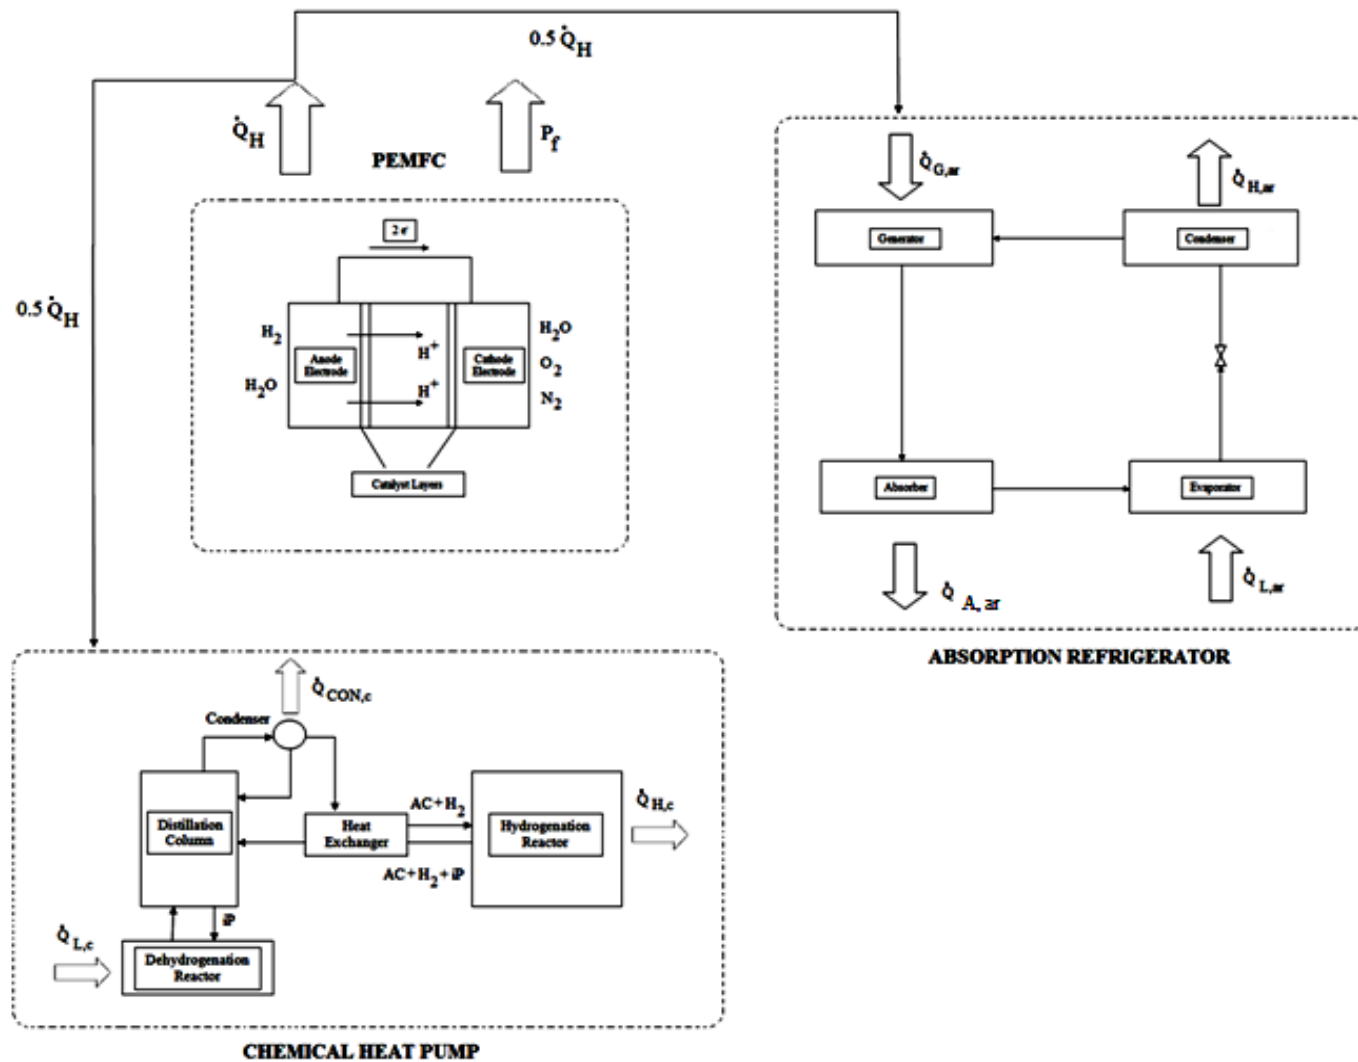 0.5 Q̇H
Q̇H
Pf
PEMFC
2 e-
H2
H2O
Anode
Electrode
H+
H+
Cathode
Electrode
H2O
O2
N2
Catalyst Layers
0.5 Q̇H
Q̇G,ar
Q̇H,ar
Generator
Condenser
Absorber
Evaporator
Q̇ A, ar
Q̇L,ar
ABSORPTION REFRIGERATOR
Q̇CON,c
Condenser
Distillation
Column
Heat
Exchanger
AC + H2
AC + H2 + iP
Hydrogenation
Reactor
Q̇H,c
iP
Q̇L,c
Dehydrogenation
Reactor
CHEMICAL HEAT PUMP